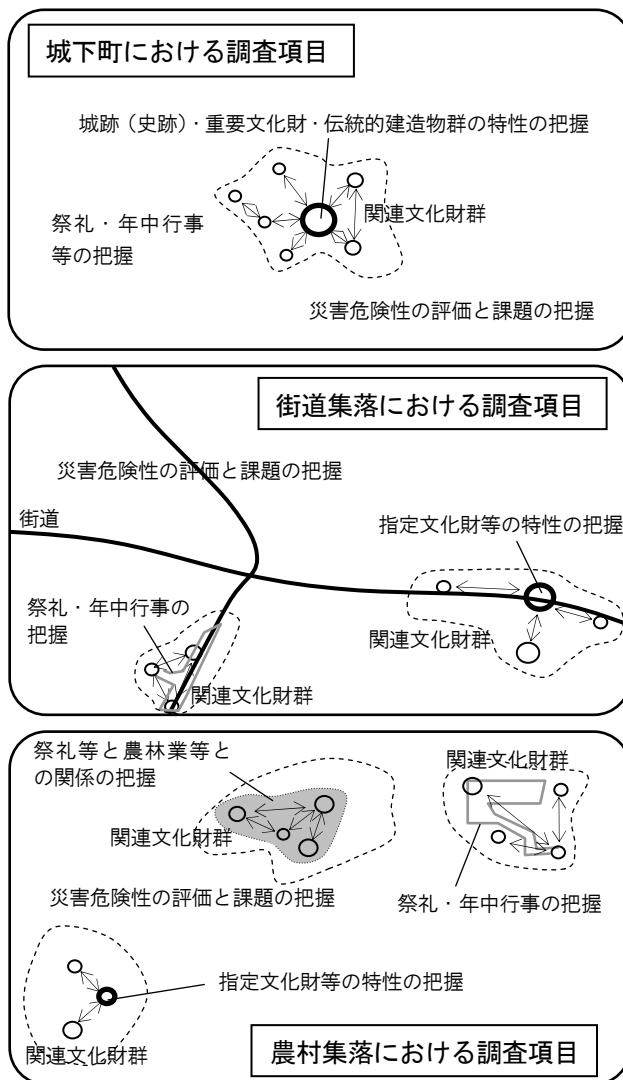 城下町における調査項目
城跡（史跡）・重要文化財・伝統的建造物群の特性の把握
関連文化財群
祭礼・年中行事
等の把握
災害危険性の評価と課題の把握
街道集落における調査項目
災害危険性の評価と課題の把握
街道
指定文化財等の特性の把握
祭礼・年中行事の
把握
関連文化財群
関連文化財群
祭礼等と農林業等と
の関係の把握
関連文化財群
関連文化財群
災害危険性の評価と課題の把握
祭礼・年中行事の把握
指定文化財等の特性の把握
関連文化財群
農村集落における調査項目